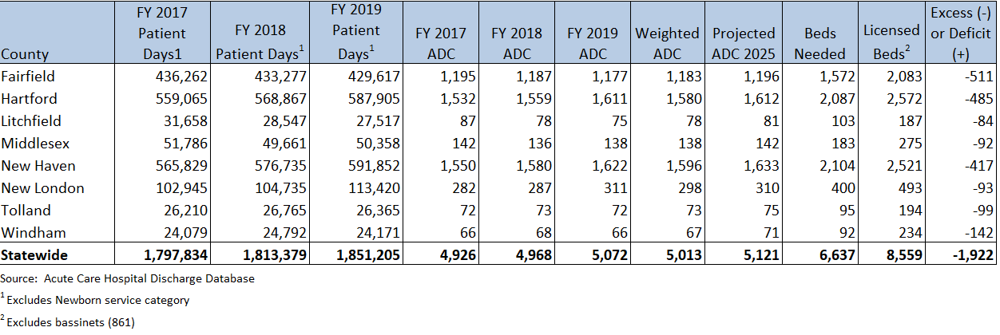 County FY 2017 Patient Days1 FY 2018 Patient Days1 FY 2019 Patient Days1 FY 2017 ADC FY 2018 ADC FY 2019 ADC Weighted ADC Projected ADC 2025 Beds Needed Licensed Beds2 Excess (-) or Deficit (+)
Fairfield 436,262 433,277 429,617 1,195 1,187 1,177 1,183 1,196 1,572 2,083 -511
Hartford 559,065 568,867 587,905 1,532 1,559 1,611 1,580 1,612 2,087 2,572 -485
Litchfield 31,658 28,547 27,517 87 78 75 78 81 103 187 -84
Middlesex 51,786 49,661 50,358 142 136 138 138 142 183 275 -92
New Haven 565,829 576,735 591,852 1,550 1,580 1,622 1,596 1,633 2,104 2,521 -417
New London 102,945 104,735 113,420 282 287 311 298 310 400 493 -93
Tolland 26,210 26,765 26,365 72 73 72 73 75 95 194 -99
Windham 24,079 24,792 24,171 66 68 66 67 71 92 234 -142
Statewide 1,797,834 1,813,379 1,851,205 4,926 4,968 5,072 5,013 5,121 6,637 8,559 -1,922
Source: Acute Care Hospital Discharge Database
1 Excludes Newborn service category
2 Excludes bassinets (861)